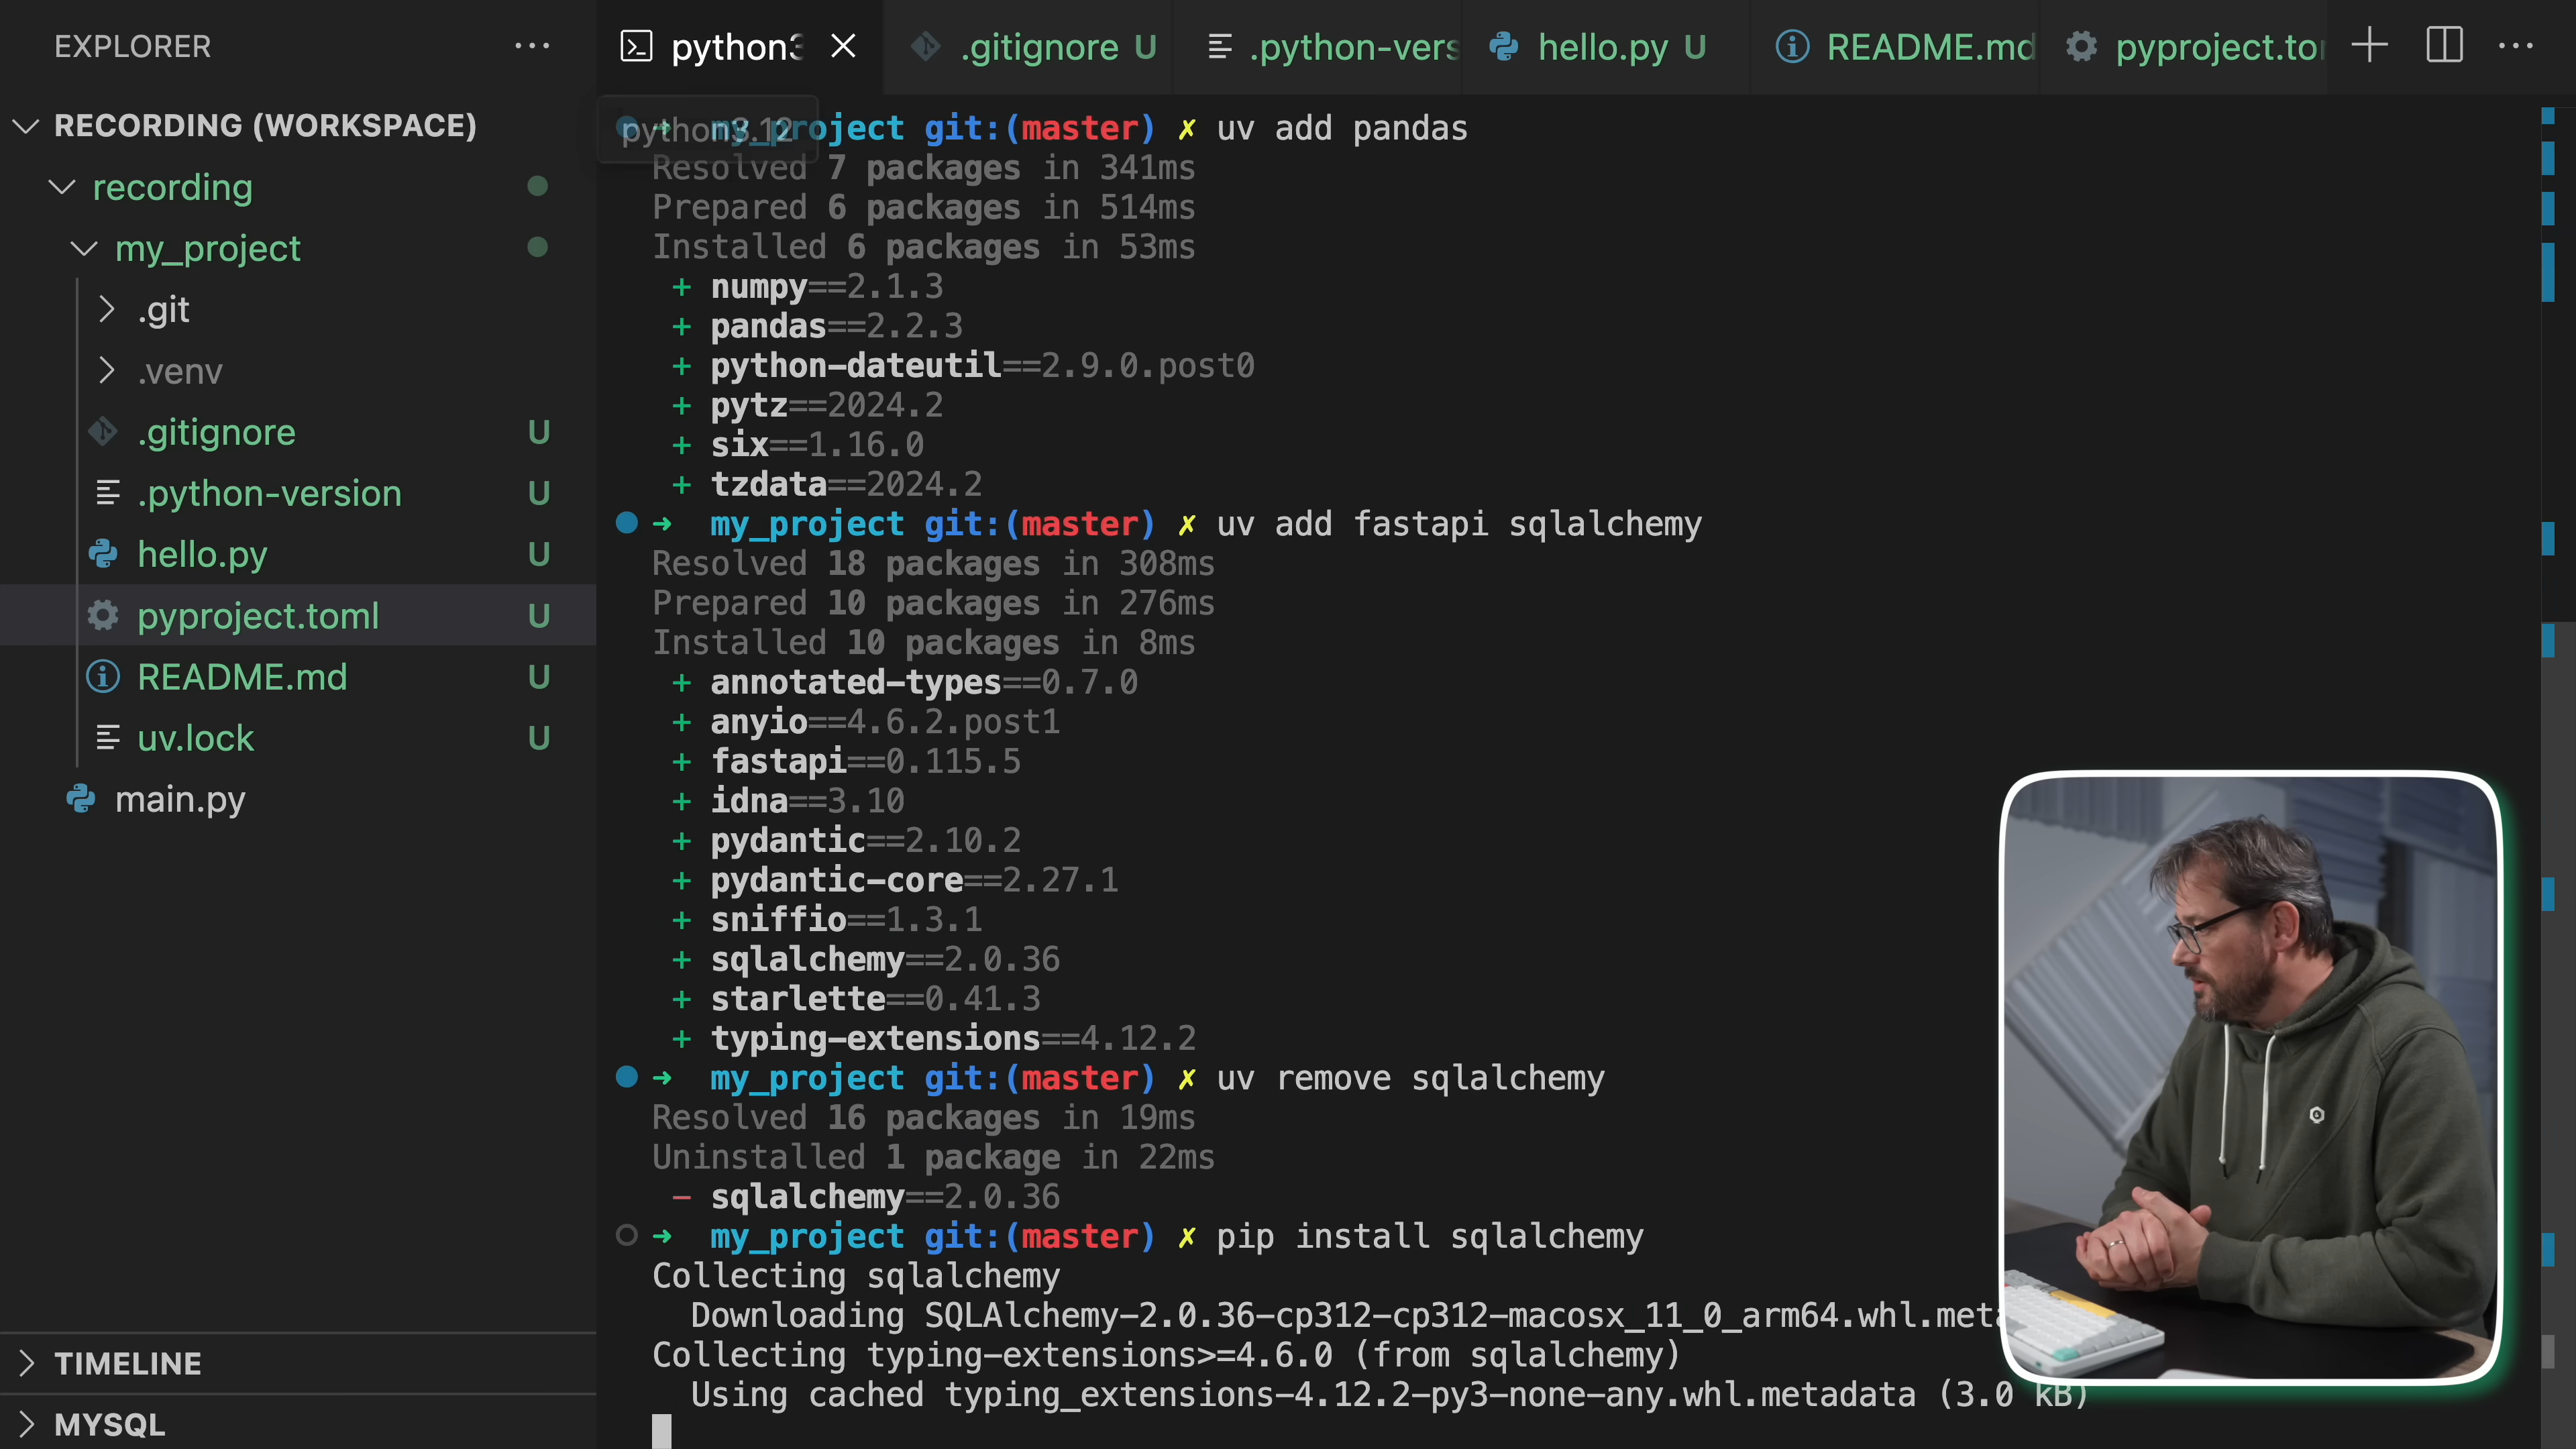 EXPLORER
RECORDING (WORKSPACE)
recording
my_project
.git
.venv
.gitignore U
.python-version U
hello.py U
pyproject.toml U
README.md U
uv.lock U
main.py
TIMELINE
MYSQL
python3 .gitignore U .python-vers hello.py U README.md pyproject.to
python3.12
my_project git:(master) ✗ uv add pandas
Resolved 7 packages in 341ms
Prepared 6 packages in 514ms
Installed 6 packages in 53ms
+ numpy==2.1.3
+ pandas==2.2.3
+ python-dateutil==2.9.0.post0
+ pytz==2024.2
+ six==1.16.0
+ tzdata==2024.2
➜ my_project git:(master) ✗ uv add fastapi sqlalchemy
Resolved 18 packages in 308ms
Prepared 10 packages in 276ms
Installed 10 packages in 8ms
+ annotated-types==0.7.0
+ anyio==4.6.2.post1
+ fastapi==0.115.5
+ idna==3.10
+ pydantic==2.10.2
+ pydantic-core==2.27.1
+ sniffio==1.3.1
+ sqlalchemy==2.0.36
+ starlette==0.41.3
+ typing-extensions==4.12.2
➜ my_project git:(master) ✗ uv remove sqlalchemy
Resolved 16 packages in 19ms
Uninstalled 1 package in 22ms
- sqlalchemy==2.0.36
➜ my_project git:(master) ✗ pip install sqlalchemy
Collecting sqlalchemy
Downloading SQLAlchemy-2.0.36-cp312-cp312-macosx_11_0_arm64.whl.meta
Collecting typing-extensions>=4.6.0 (from sqlalchemy)
Using cached typing_extensions-4.12.2-py3-none-any.whl.metadata (3.0 kB)